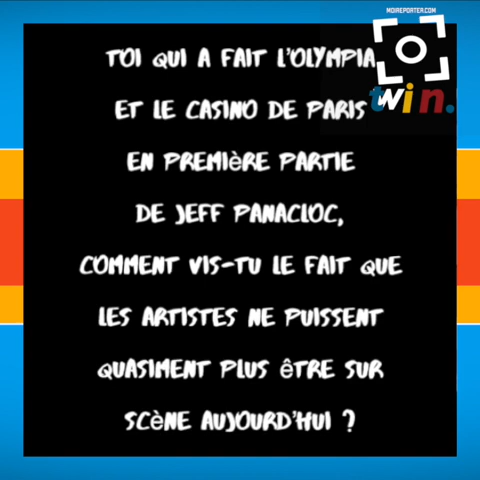 MOIREPORTER.COM
twin.
TOI QUI A FAIT L'OLYMPIA
ET LE CASINO DE PARIS
EN PREMIÈRE PARTIE
DE JEFF PANACLOC,
COMMENT VIS-TU LE FAIT QUE
LES ARTISTES NE PUISSENT
QUASIMENT PLUS ÊTRE SUR
SCÈNE AUJOURD'HUI ?